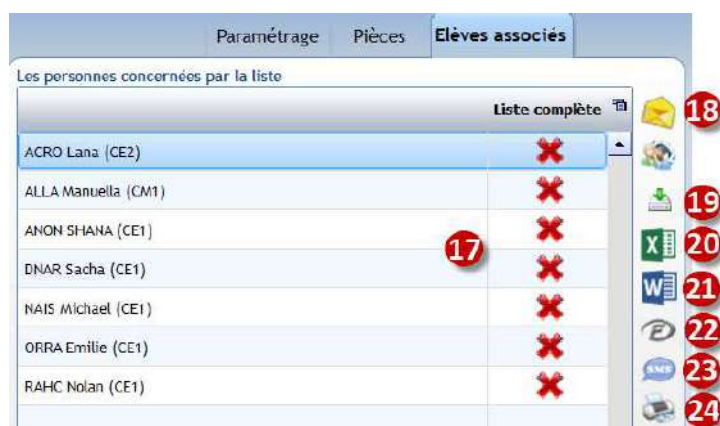 Paramétrage Pièces Elèves associés
Les personnes concernées par la liste
Liste complète
18
ACRO Lana (CE2)
ALLA Manuella (CM1)
19
ANON SHANA (CE1)
17
X 20
DNAR Sacha (CE1)
W 21
NAIS Michael (CE1)
E 22
ORRA Emilie (CE1)
SMS 23
RAHC Nolan (CE1)
24